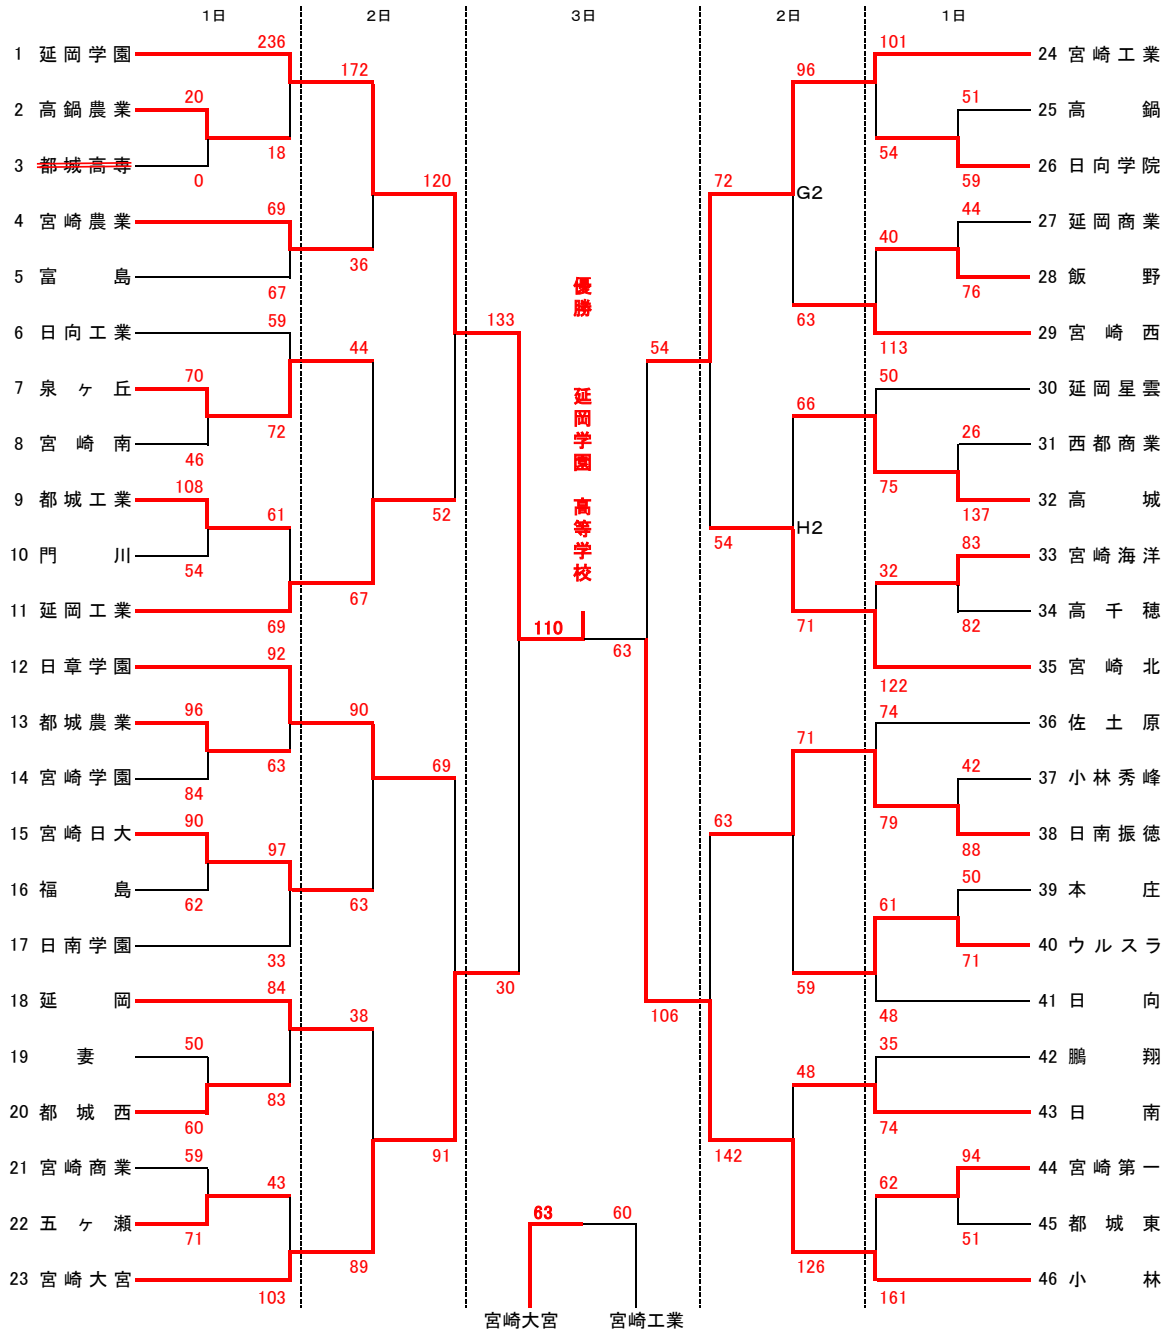 1日 2日 3日 2日 1日
236 101
1 延岡学園 24 宮崎工業
172 96
20 51
2 高鍋農業 25 高 鍋
18 54
3 都城高専 26 日向学院
0 120 72 59
G2
69 44
4 宮崎農業 27 延岡商業
36 40
5 富 島 28 飯 野
67 76
優勝 延岡学園 高等学校
59 133 63
6 日向工業 29 宮崎西
44 54 113
70 50
7 泉ヶ丘 30 延岡星雲
66
72 26
8 宮崎南 31 西都商業
46
108 75
9 都城工業 32 高 城
61 52 137
H2
54 83
10 門 川 33 宮崎海洋
54 32
67 71
11 延岡工業 34 高千穂
69 110 82
92 63
12 日章学園 35 宮崎北
122
96 90 74
13 都城農業 36 佐土原
71
63 69 42
14 宮崎学園 37 小林秀峰
84
90 63 79
15 宮崎日大 38 日南振徳
97 88
50
16 福 島 39 本 庄
62 63 61
17 日南学園 40 ウルスラ
33 71
84 30 59
18 延 岡 41 日 向
38 106 48
50 35
19 妻 42 鵬 翔
48
83
20 都城西 43 日 南
60 74
59 91 142 94
21 宮崎商業 44 宮崎第一
43 62
63 60
22 五ヶ瀬 45 都城東
71 51
89 126
23 宮崎大宮 46 小 林
103 161
宮崎大宮 宮崎工業